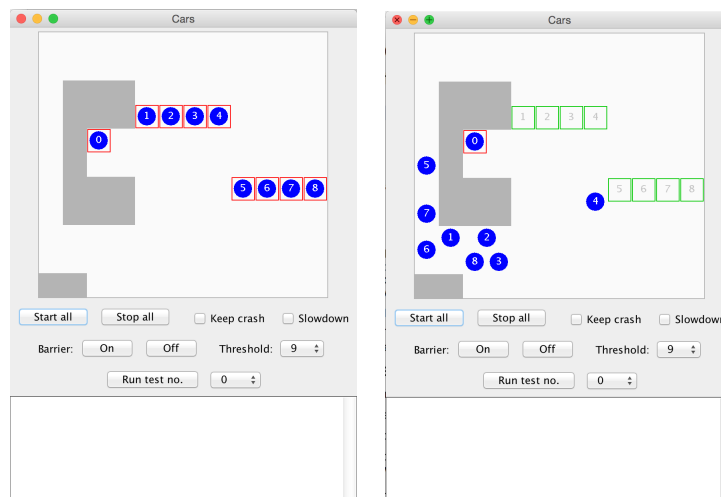 Cars
1 2 3 4
0
5 6 7 8
Start all Stop all Keep crash Slowdown
Barrier: On Off Threshold: 9
Run test no. 0
Cars
1 2 3 4
0
5
5 6 7 8
4
7
1 2
6
8 3
Start all Stop all Keep crash Slowdow
Barrier: On Off Threshold: 9
Run test no. 0